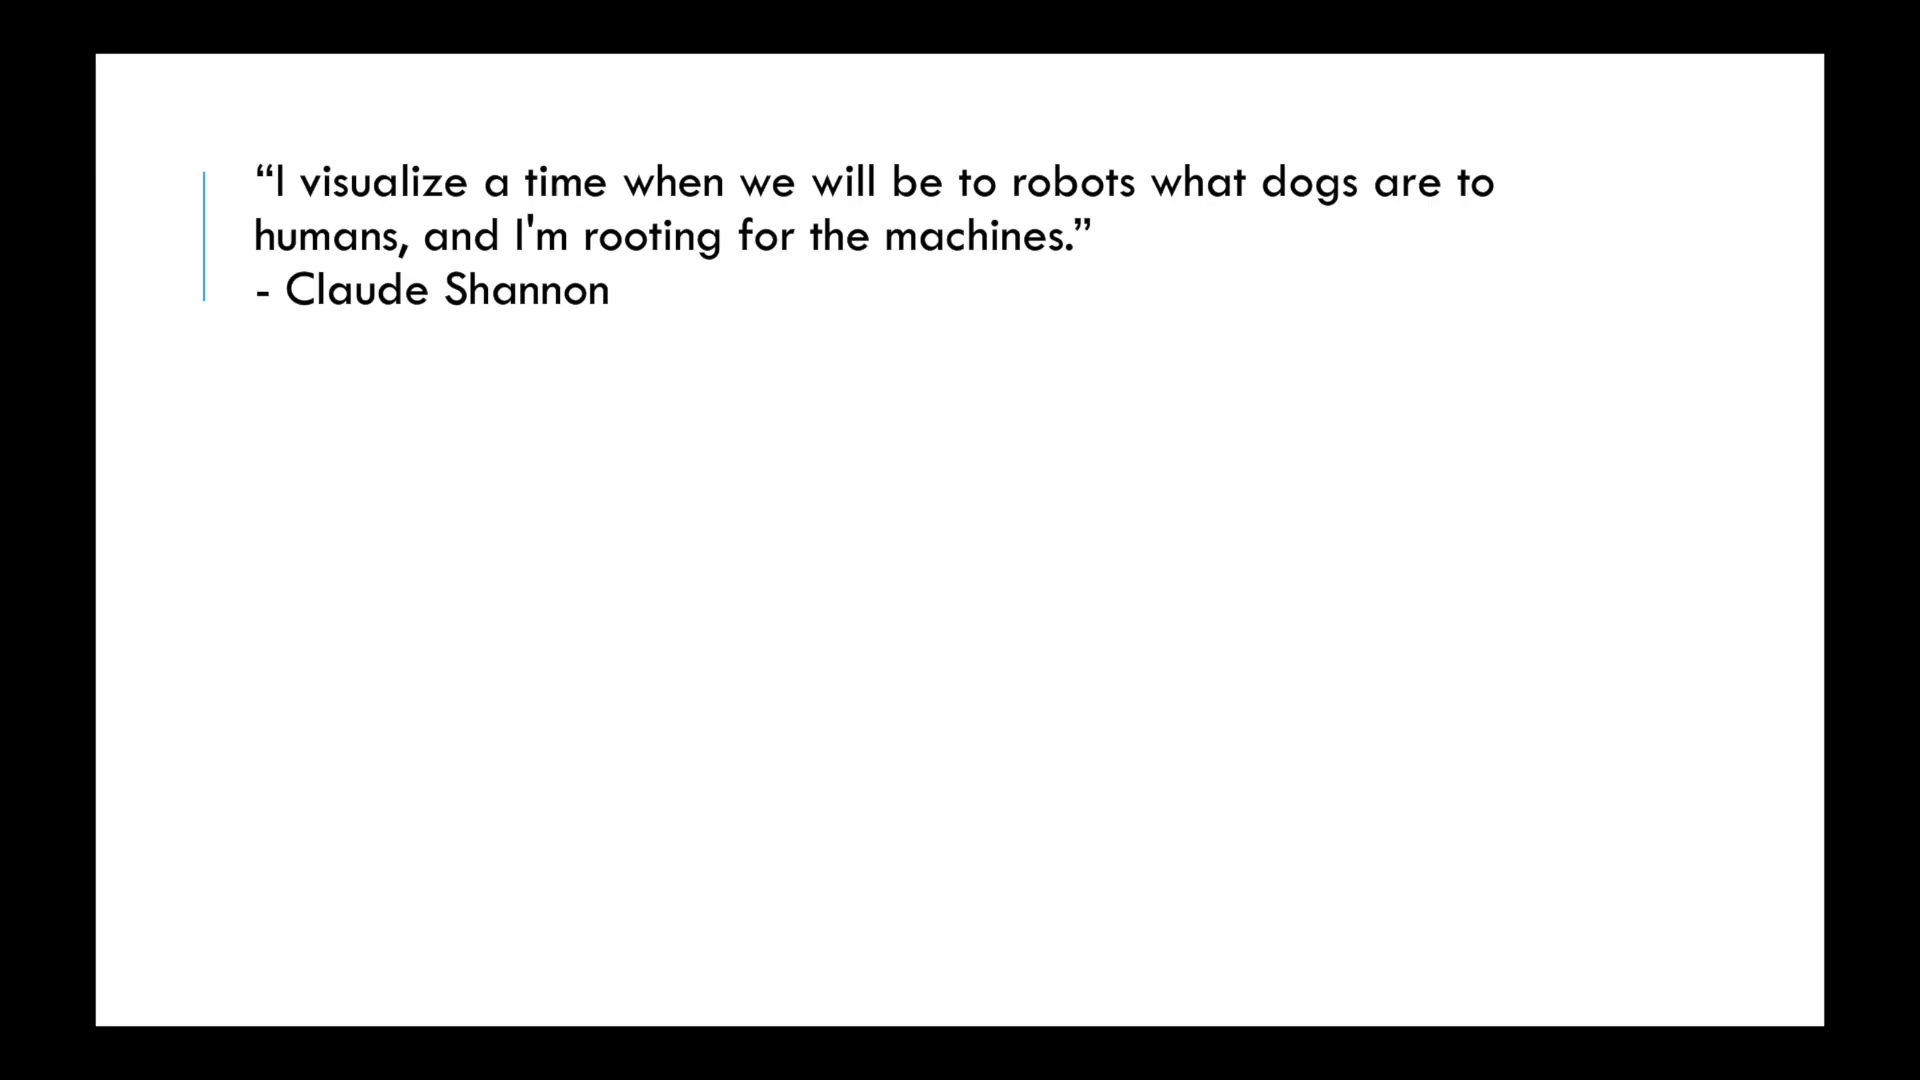 “I visualize a time when we will be to robots what dogs are to
humans, and I'm rooting for the machines.”
- Claude Shannon